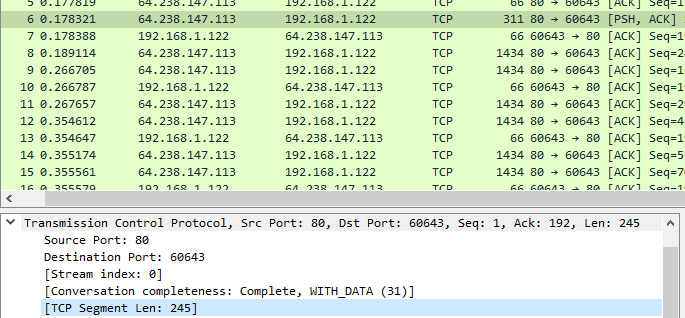 5 0.177819 64.238.147.113 192.168.1.122 TCP 66 80 → 60643 [ACK] Seq=1
6 0.178321 64.238.147.113 192.168.1.122 TCP 311 80 → 60643 [PSH, ACK]
7 0.178388 192.168.1.122 64.238.147.113 TCP 66 60643 → 80 [ACK] Seq=19
8 0.189114 64.238.147.113 192.168.1.122 TCP 1434 80 → 60643 [ACK] Seq=24
9 0.266705 64.238.147.113 192.168.1.122 TCP 1434 80 → 60643 [ACK] Seq=16
10 0.266787 192.168.1.122 64.238.147.113 TCP 66 60643 → 80 [ACK] Seq=19
11 0.267657 64.238.147.113 192.168.1.122 TCP 1434 80 → 60643 [ACK] Seq=29
12 0.354612 64.238.147.113 192.168.1.122 TCP 1434 80 → 60643 [ACK] Seq=4
13 0.354647 192.168.1.122 64.238.147.113 TCP 66 60643 → 80 [ACK] Seq=19
14 0.355174 64.238.147.113 192.168.1.122 TCP 1434 80 → 60643 [ACK] Seq=5
15 0.355561 64.238.147.113 192.168.1.122 TCP 1434 80 → 60643 [ACK] Seq=70
16 0.355579 192.168.1.122 64.238.147.113 TCP 66 60643 → 80 [ACK] Seq=19
Transmission Control Protocol, Src Port: 80, Dst Port: 60643, Seq: 1, Ack: 192, Len: 245
Source Port: 80
Destination Port: 60643
[Stream index: 0]
[Conversation completeness: Complete, WITH_DATA (31)]
[TCP Segment Len: 245]